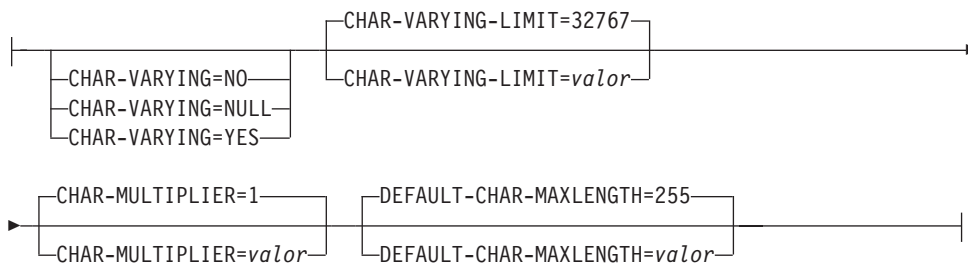 CHAR-VARYING-LIMIT=32767
CHAR-VARYING=NO
CHAR-VARYING-LIMIT=valor
CHAR-VARYING=NULL
CHAR-VARYING=YES
CHAR-MULTIPLIER=1
DEFAULT-CHAR-MAXLENGTH=255
CHAR-MULTIPLIER=valor
DEFAULT-CHAR-MAXLENGTH=valor